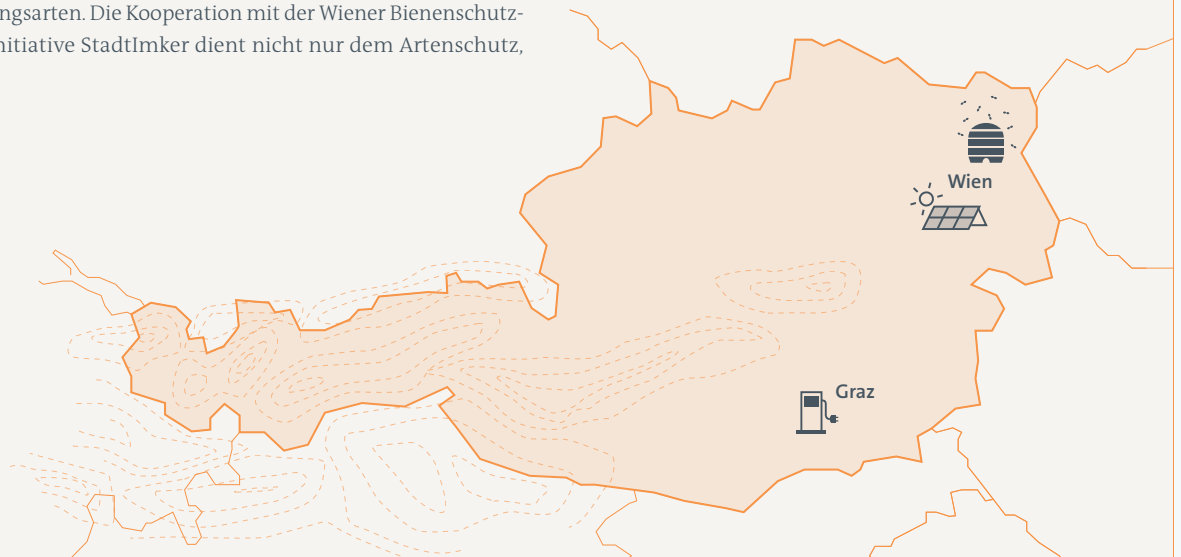 ngsarten. Die Kooperation mit der Wiener Bienenschutz-
nitiative StadtImker dient nicht nur dem Artenschutz,
Wien
Graz